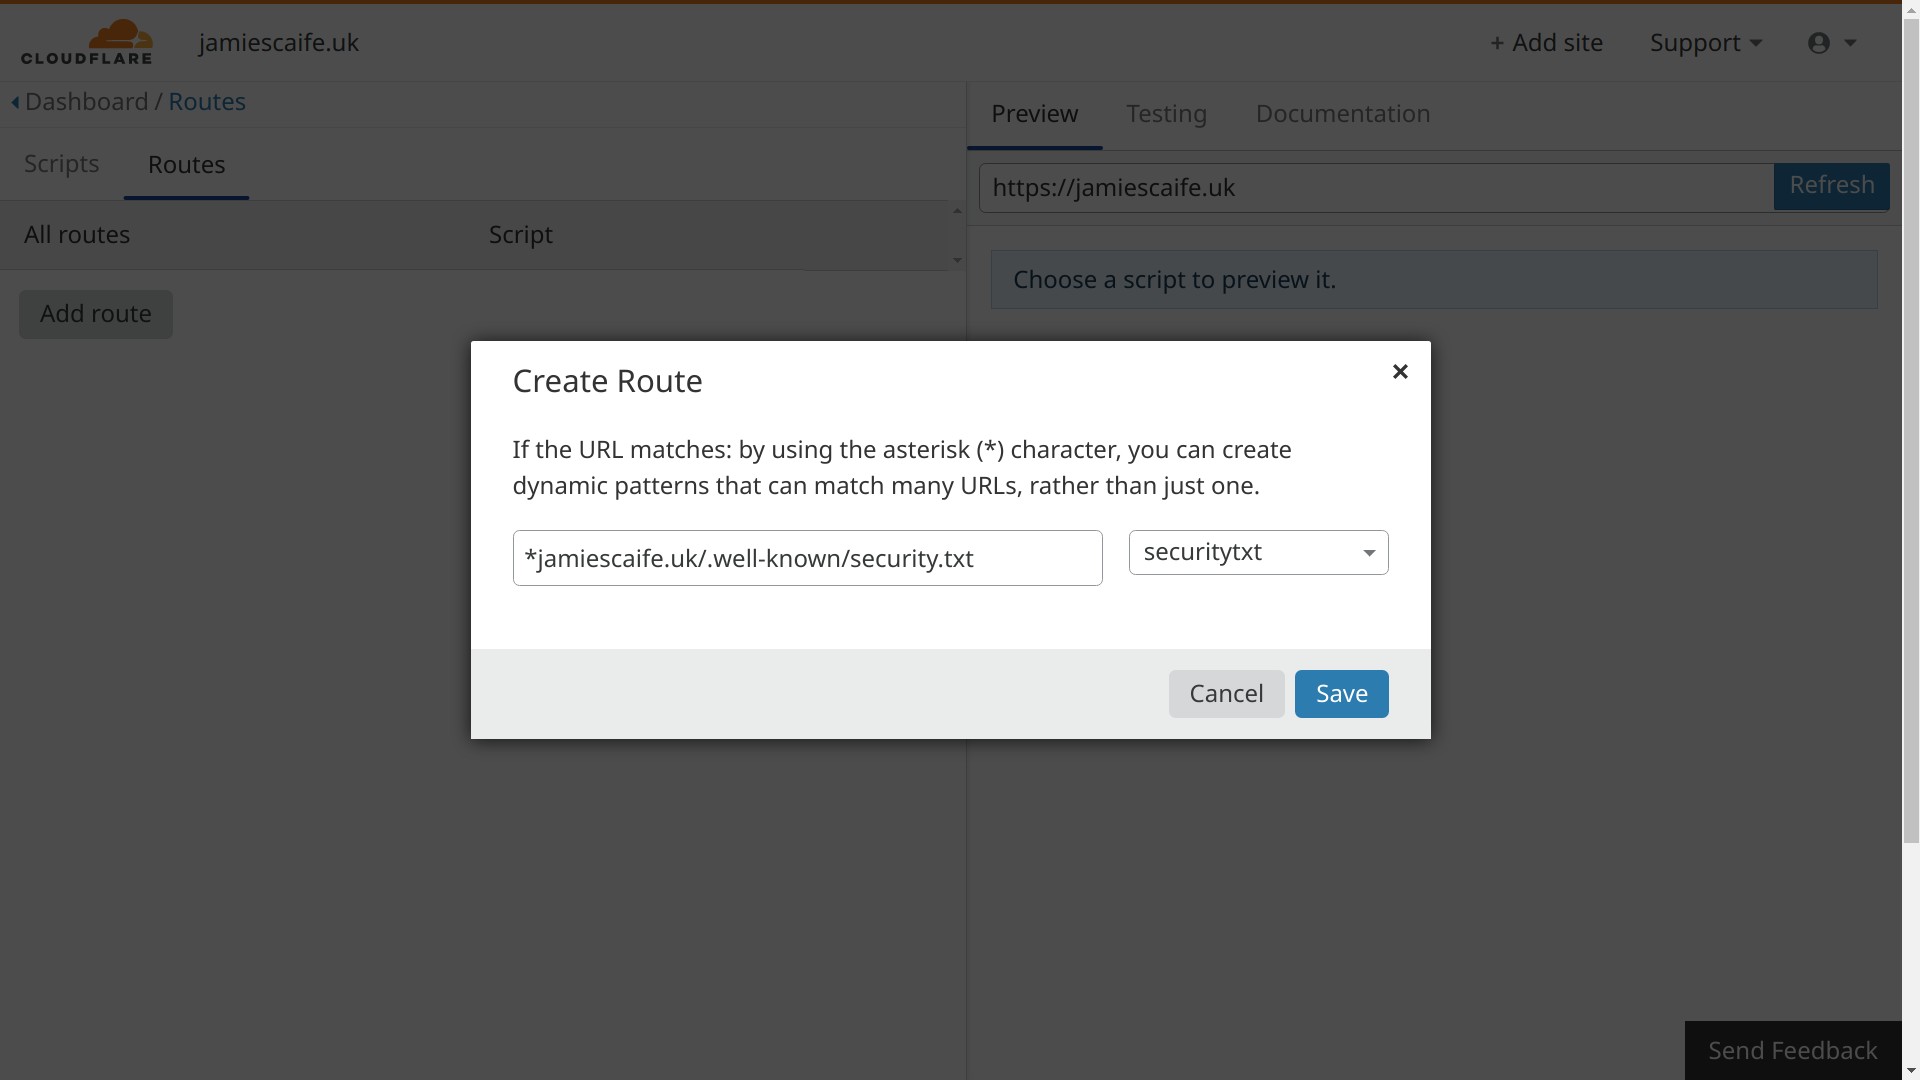 CLOUDFLARE
jamiescaife.uk
+ Add site
Support
Dashboard / Routes
Scripts
Routes
All routes
Script
Add route
Preview
Testing
Documentation
https://jamiescaife.uk
Refresh
Choose a script to preview it.
Create Route
×
If the URL matches: by using the asterisk (*) character, you can create
dynamic patterns that can match many URLs, rather than just one.
*jamiescaife.uk/.well-known/security.txt
securitytxt
Cancel
Save
Send Feedback